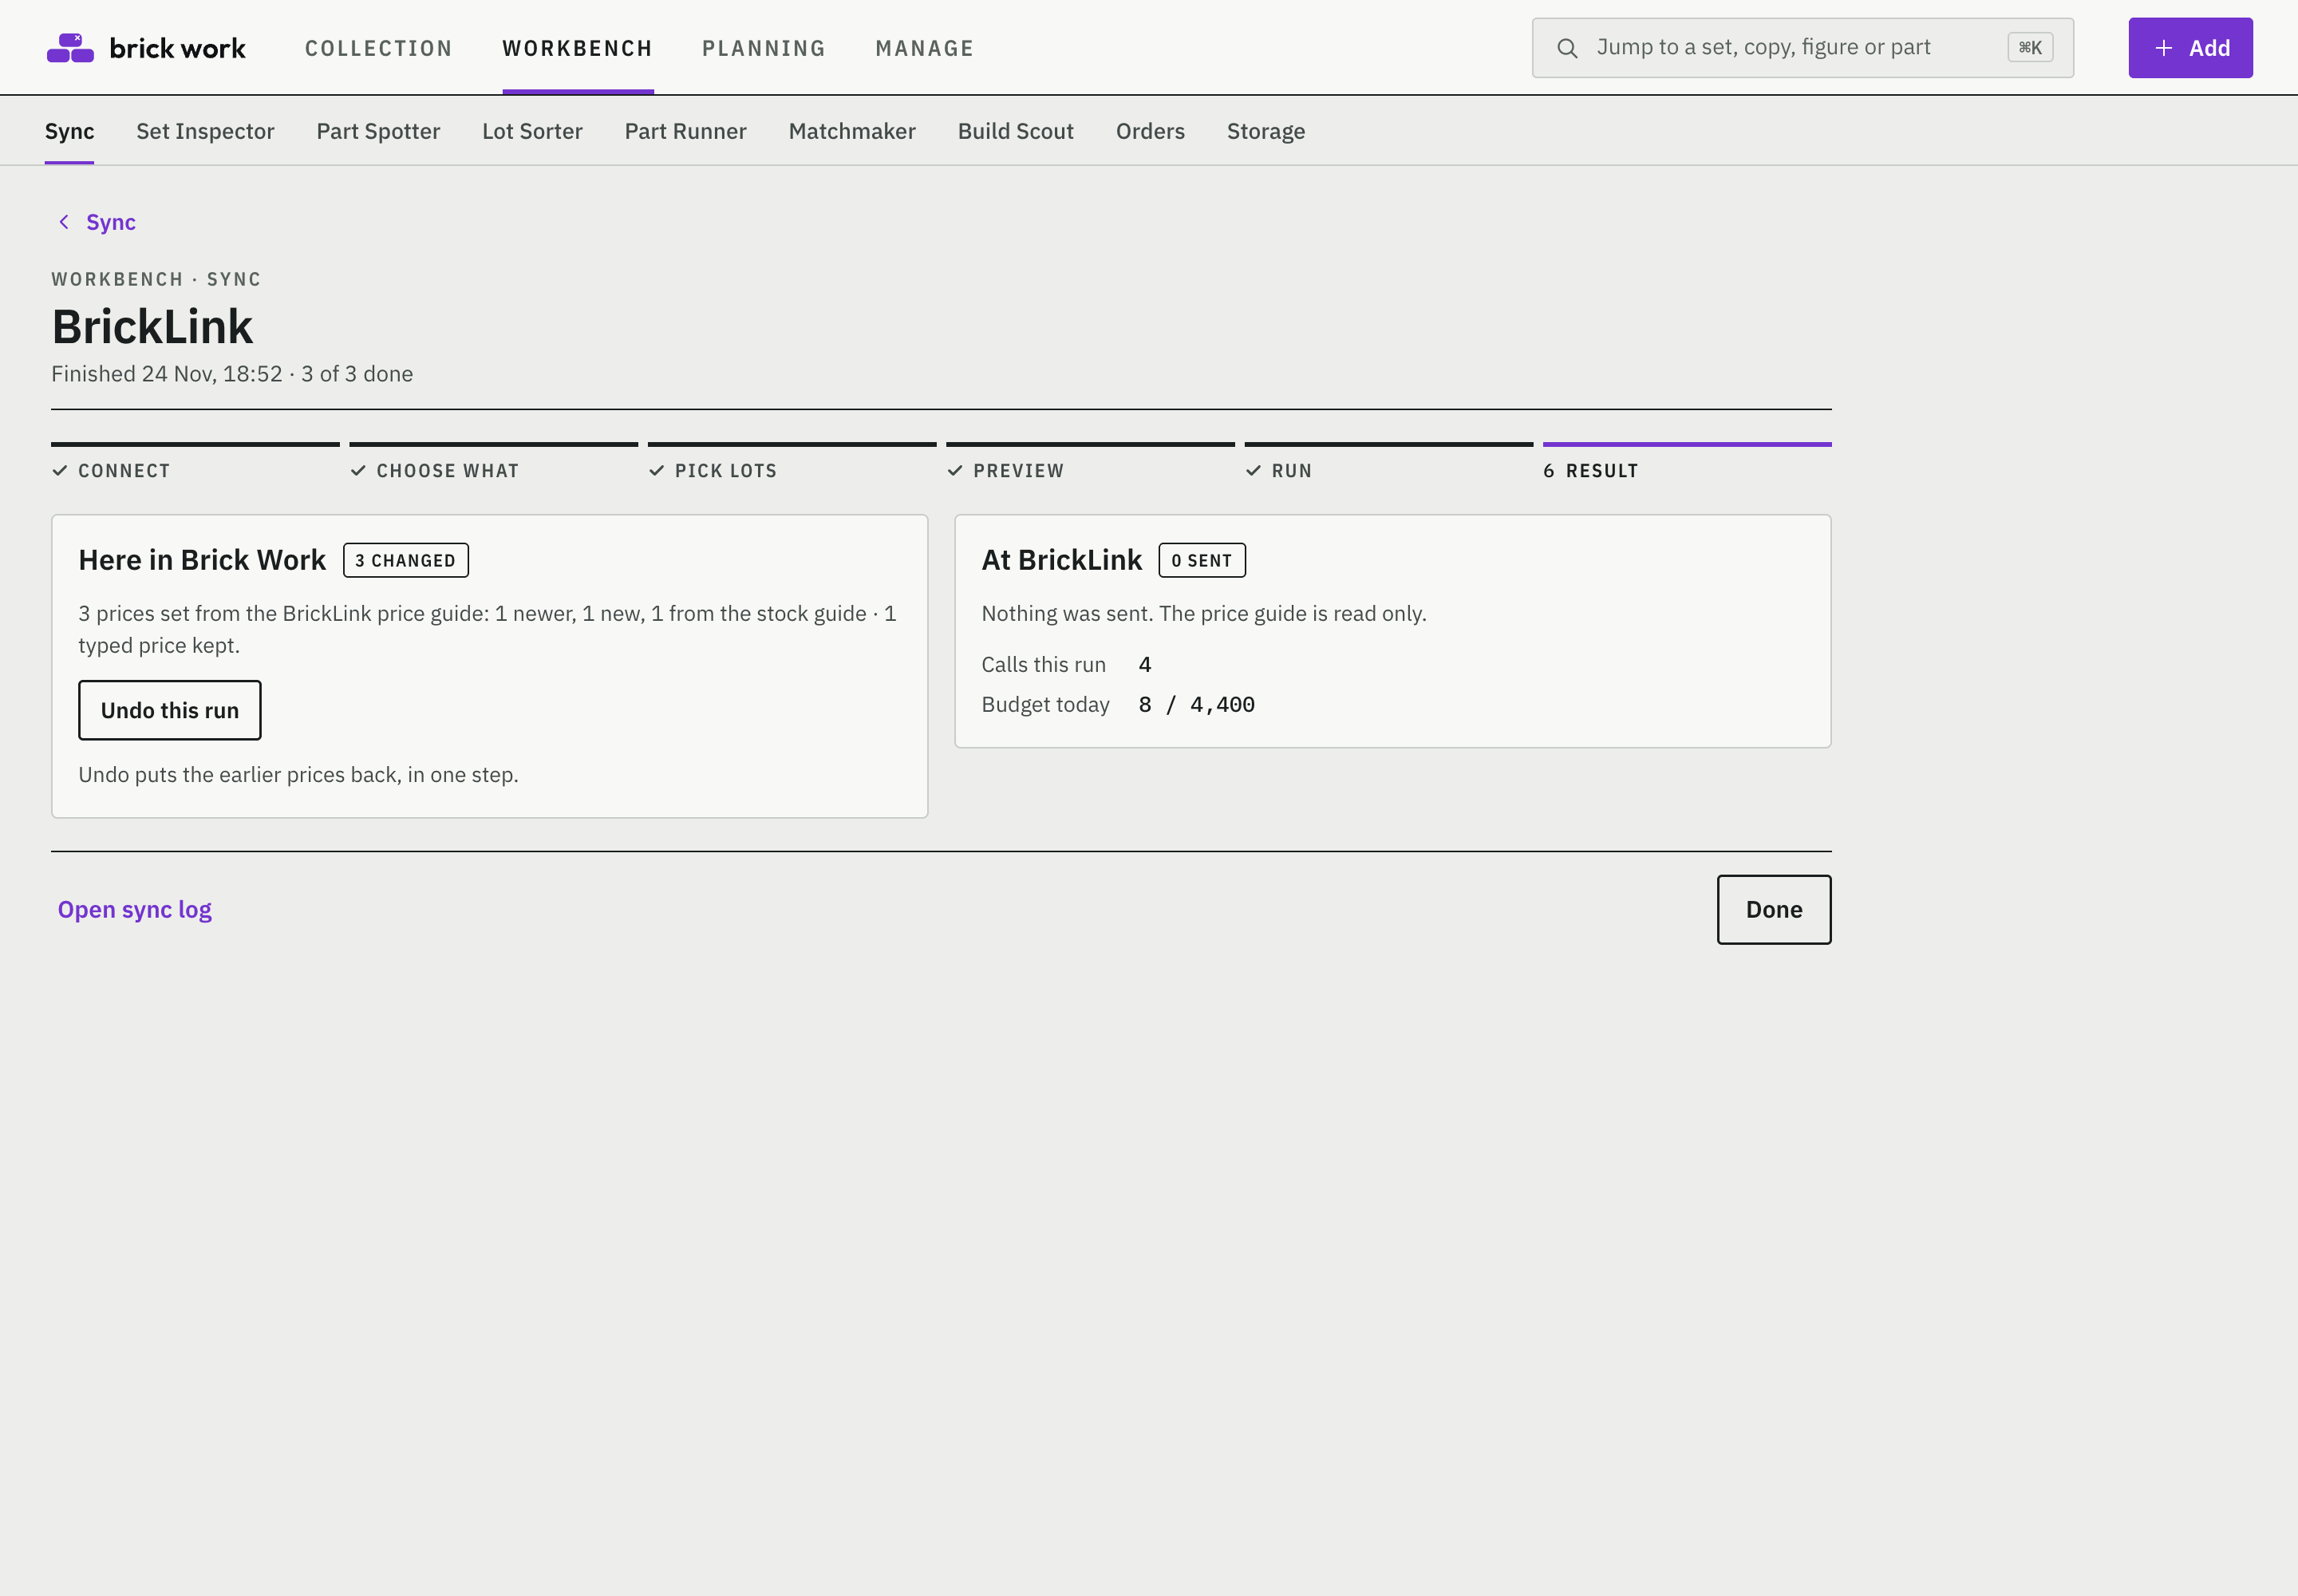 brick work
COLLECTION
WORKBENCH
PLANNING
MANAGE
Jump to a set, copy, figure or part
⌘K
+ Add
Sync
Set Inspector
Part Spotter
Lot Sorter
Part Runner
Matchmaker
Build Scout
Orders
Storage
Sync
WORKBENCH · SYNC
BrickLink
Finished 24 Nov, 18:52 · 3 of 3 done
CONNECT
CHOOSE WHAT
PICK LOTS
PREVIEW
RUN
6 RESULT
Here in Brick Work
3 CHANGED
3 prices set from the BrickLink price guide: 1 newer, 1 new, 1 from the stock guide · 1
typed price kept.
Undo this run
Undo puts the earlier prices back, in one step.
At BrickLink
0 SENT
Nothing was sent. The price guide is read only.
Calls this run 4
Budget today 8 / 4,400
Open sync log
Done